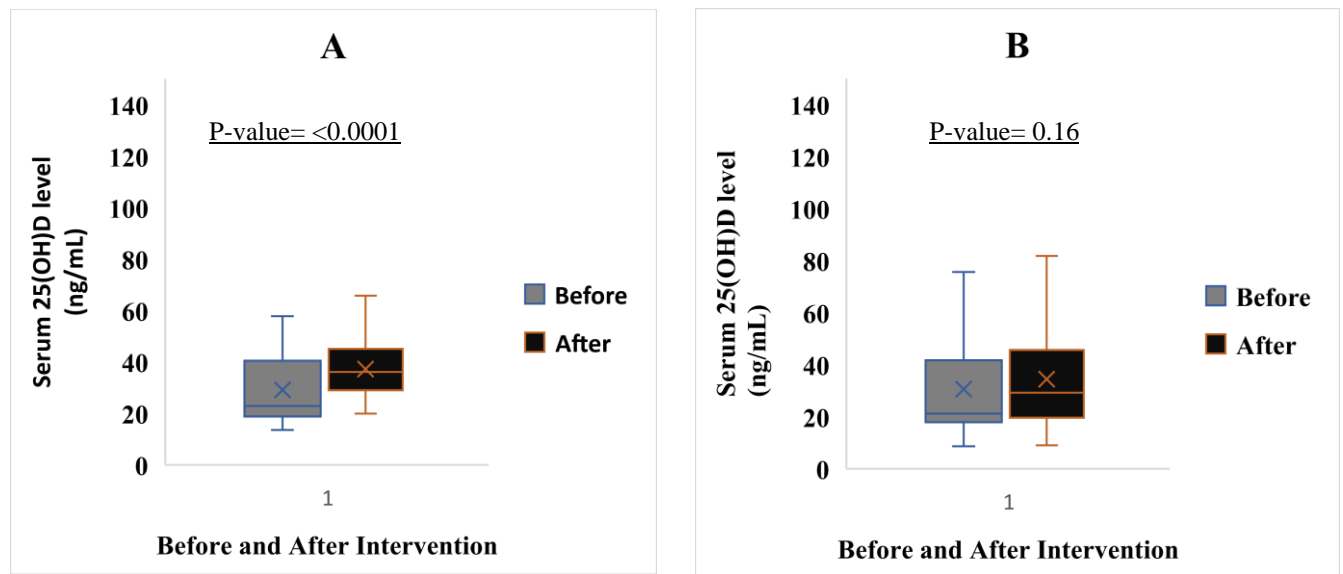 A
140
120
100
80
60
40
20
0
Serum 25(OH)D level
(ng/mL)
P-value= <0.0001
Before
After
1
Before and After Intervention
B
140
120
100
80
60
40
20
0
Serum 25(OH)D level
(ng/mL)
P-value= 0.16
Before
After
1
Before and After Intervention